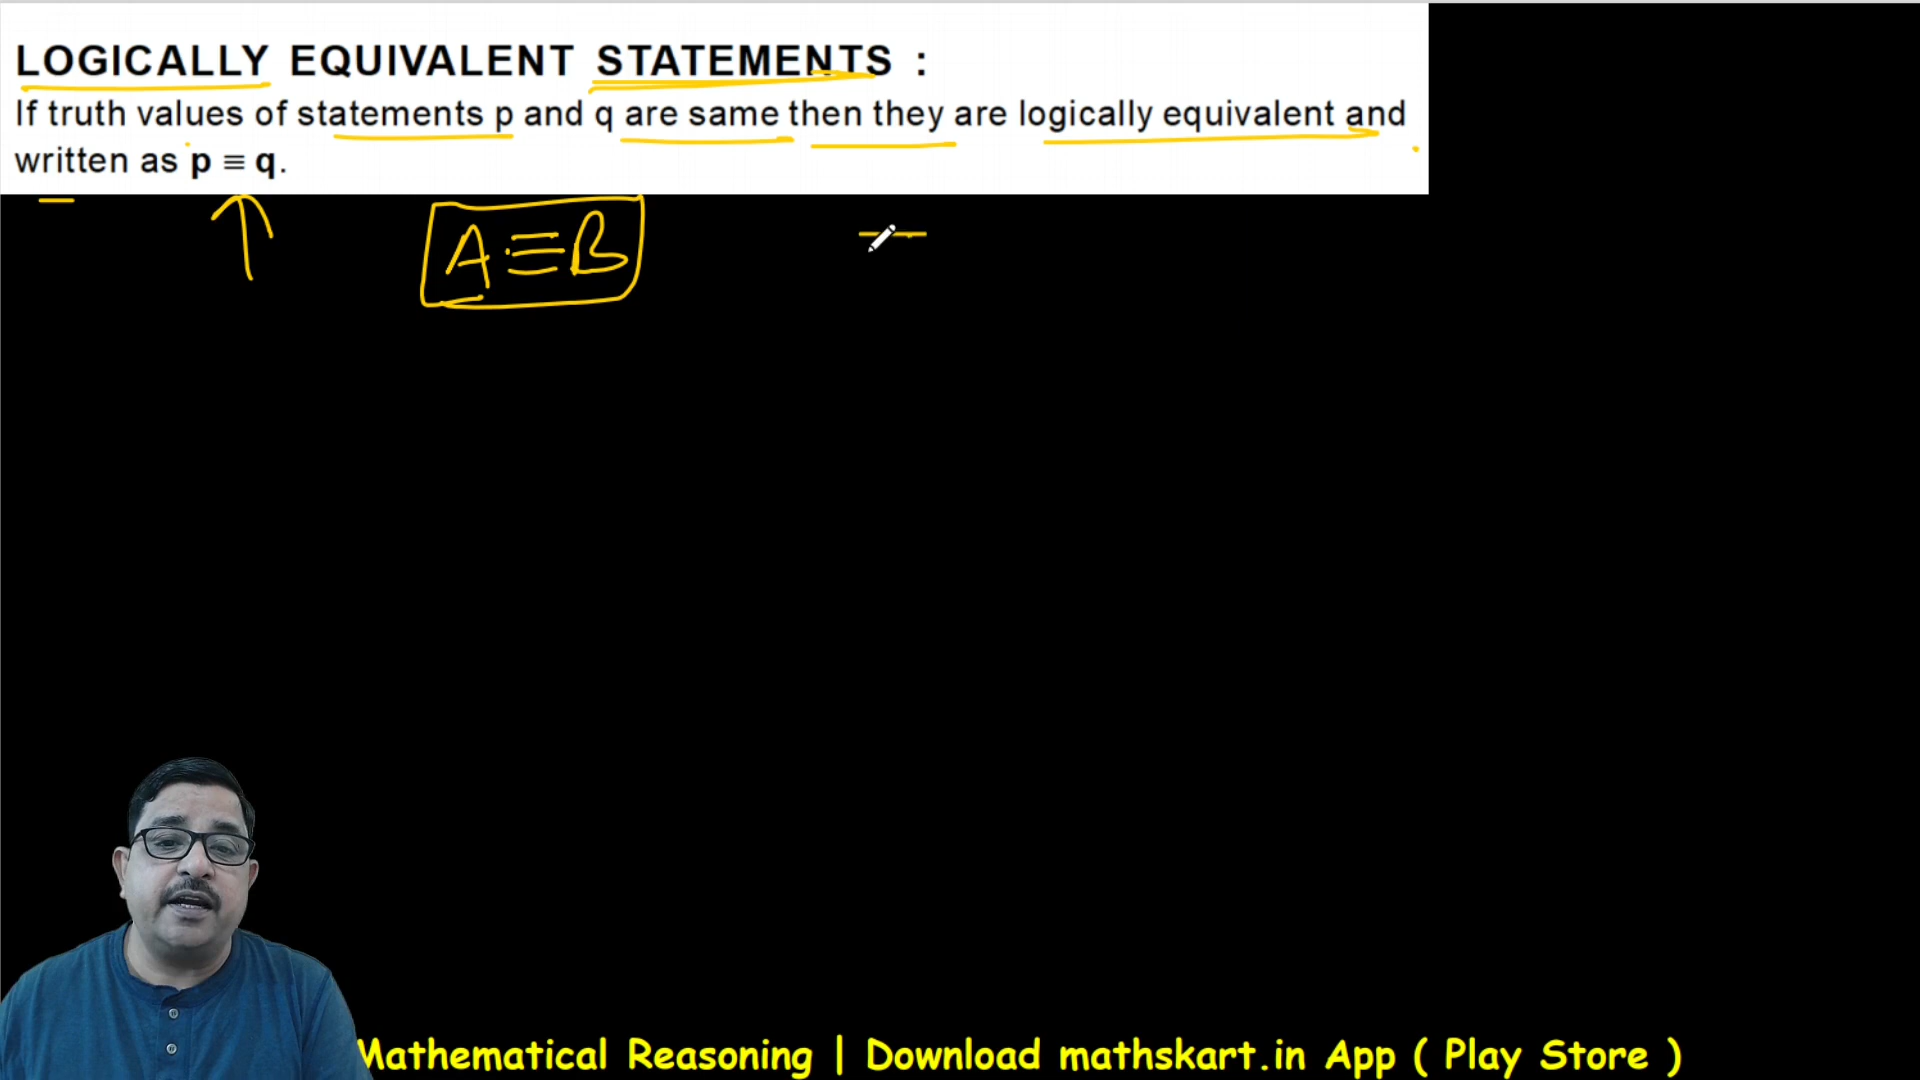 LOGICALLY EQUIVALENT STATEMENTS :
If truth values of statements p and q are same then they are logically equivalent and
written as p ≡ q.
A ≡ B
Mathematical Reasoning | Download mathskart.in App ( Play Store )